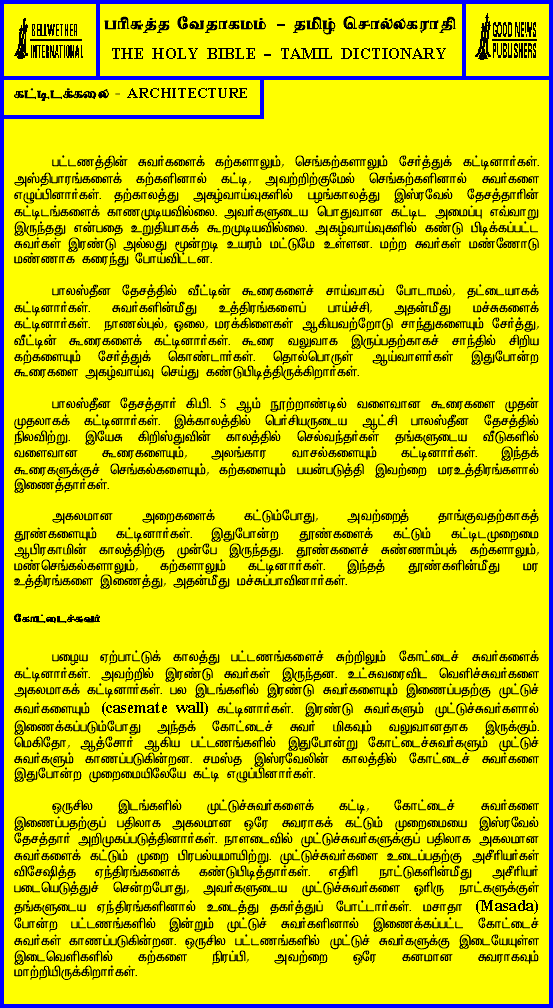 BELLWETHER
INTERNATIONAL
பரிசுத்த வேதாகமம் – தமிழ் சொல்லகராதி
THE HOLY BIBLE – TAMIL DICTIONARY
GOOD NEWS
PUBLISHERS
கட்டிடக்கலை - ARCHITECTURE
பட்டணத்தின் சுவர்களைக் கற்களாலும், செங்கற்களாலும் சேர்த்துக் கட்டினார்கள்.
அஸ்திபாரங்களைக் கற்களினால் கட்டி, அவற்றிற்குமேல் செங்கற்களினால் சுவர்களை
எழுப்பினார்கள். தற்காலத்து அகழ்வாய்வுகளில் பழங்காலத்து இஸ்ரவேல் தேசத்தாரின்
கட்டிடங்களைக் காணமுடியவில்லை. அவர்களுடைய பொதுவான கட்டிட அமைப்பு எவ்வாறு
இருந்தது என்பதை உறுதியாகக் கூறமுடியவில்லை. அகழ்வாய்வுகளில் கண்டு பிடிக்கப்பட்ட
சுவர்கள் இரண்டு அல்லது மூன்றடி உயரம் மட்டுமே உள்ளன. மற்ற சுவர்கள் மண்ணோடு
மண்ணாக கரைந்து போய்விட்டன.
பாலஸ்தீன தேசத்தில் வீட்டின் கூரைகளைச் சாய்வாகப் போடாமல், தட்டையாகக்
கட்டினார்கள். சுவர்களின்மீது உத்திரங்களைப் பாய்ச்சி, அதன்மீது மச்சுகளைக்
கட்டினார்கள். நாணல்புல், ஓலை, மரக்கிளைகள் ஆகியவற்றோடு சாந்துகளையும் சேர்த்து,
வீட்டின் கூரைகளைக் கட்டினார்கள். கூரை வலுவாக இருப்பதற்காகச் சாந்தில் சிறிய
கற்களையும் சேர்த்துக் கொண்டார்கள். தொல்பொருள் ஆய்வாளர்கள் இதுபோன்ற
கூரைகளை அகழ்வாய்வு செய்து கண்டுபிடித்திருக்கிறார்கள்.
பாலஸ்தீன தேசத்தார் கி.பி. 5 ஆம் நூற்றாண்டில் வளைவான கூரைகளை முதன்
முதலாகக் கட்டினார்கள். இக்காலத்தில் பெர்சியருடைய ஆட்சி பாலஸ்தீன தேசத்தில்
நிலவிற்று. இயேசு கிறிஸ்துவின் காலத்தில் செல்வந்தர்கள் தங்களுடைய வீடுகளில்
வளைவான கூரைகளையும், அலங்கார வாசல்களையும் கட்டினார்கள். இந்தக்
கூரைகளுக்குச் செங்கல்களையும், கற்களையும் பயன்படுத்தி இவற்றை மரஉத்திரங்களால்
இணைத்தார்கள்.
அகலமான அறைகளைக் கட்டும்போது, அவற்றைத் தாங்குவதற்காகத்
தூண்களையும் கட்டினார்கள். இதுபோன்ற தூண்களைக் கட்டும் கட்டிடமுறைமை
ஆபிரகாமின் காலத்திற்கு முன்பே இருந்தது. தூண்களைச் சுண்ணாம்புக் கற்களாலும்,
மண்செங்கல்களாலும், கற்களாலும் கட்டினார்கள். இந்தத் தூண்களின்மீது மர
உத்திரங்களை இணைத்து, அதன்மீது மச்சுப்பாவினார்கள்.
கோட்டைச்சுவர்
பழைய ஏற்பாட்டுக் காலத்து பட்டணங்களைச் சுற்றிலும் கோட்டைச் சுவர்களைக்
கட்டினார்கள். அவற்றில் இரண்டு சுவர்கள் இருந்தன. உட்சுவரைவிட வெளிச்சுவர்களை
அகலமாகக் கட்டினார்கள். பல இடங்களில் இரண்டு சுவர்களையும் இணைப்பதற்கு முட்டுச்
சுவர்களையும் (casemate wall) கட்டினார்கள். இரண்டு சுவர்களும் முட்டுச்சுவர்களால்
இணைக்கப்படும்போது அந்தக் கோட்டைச் சுவர் மிகவும் வலுவானதாக இருக்கும்.
மெகிதோ, ஆத்சோர் ஆகிய பட்டணங்களில் இதுபோன்று கோட்டைச்சுவர்களும் முட்டுச்
சுவர்களும் காணப்படுகின்றன. சமஸ்த இஸ்ரவேலின் காலத்தில் கோட்டைச் சுவர்களை
இதுபோன்ற முறைமையிலேயே கட்டி எழுப்பினார்கள்.
ஒருசில இடங்களில் முட்டுச்சுவர்களைக் கட்டி, கோட்டைச் சுவர்களை
இணைப்பதற்குப் பதிலாக அகலமான ஒரே சுவராகக் கட்டும் முறைமையை இஸ்ரவேல்
தேசத்தார் அறிமுகப்படுத்தினார்கள். நாளடைவில் முட்டுச்சுவர்களுக்குப் பதிலாக அகலமான
சுவர்களைக் கட்டும் முறை பிரபல்யமாயிற்று. முட்டுச்சுவர்களை உடைப்பதற்கு அசீரியர்கள்
விசேஷித்த ஏந்திரங்களைக் கண்டுபிடித்தார்கள். எதிரி நாட்டுகளின்மீது அசீரியர்
படையெடுத்துச் சென்றபோது, அவர்களுடைய முட்டுச்சுவர்களை ஓரிரு நாட்களுக்குள்
தங்களுடைய ஏந்திரங்களினால் உடைத்து தகர்த்துப் போட்டார்கள். மசாதா (Masada)
போன்ற பட்டணங்களில் இன்றும் முட்டுச் சுவர்களினால் இணைக்கப்பட்ட கோட்டைச்
சுவர்கள் காணப்படுகின்றன. ஒருசில பட்டணங்களில் முட்டுச் சுவர்களுக்கு இடையேயுள்ள
இடைவெளிகளில் கற்களை நிரப்பி, அவற்றை ஒரே கனமான சுவராகவும்
மாற்றியிருக்கிறார்கள்.